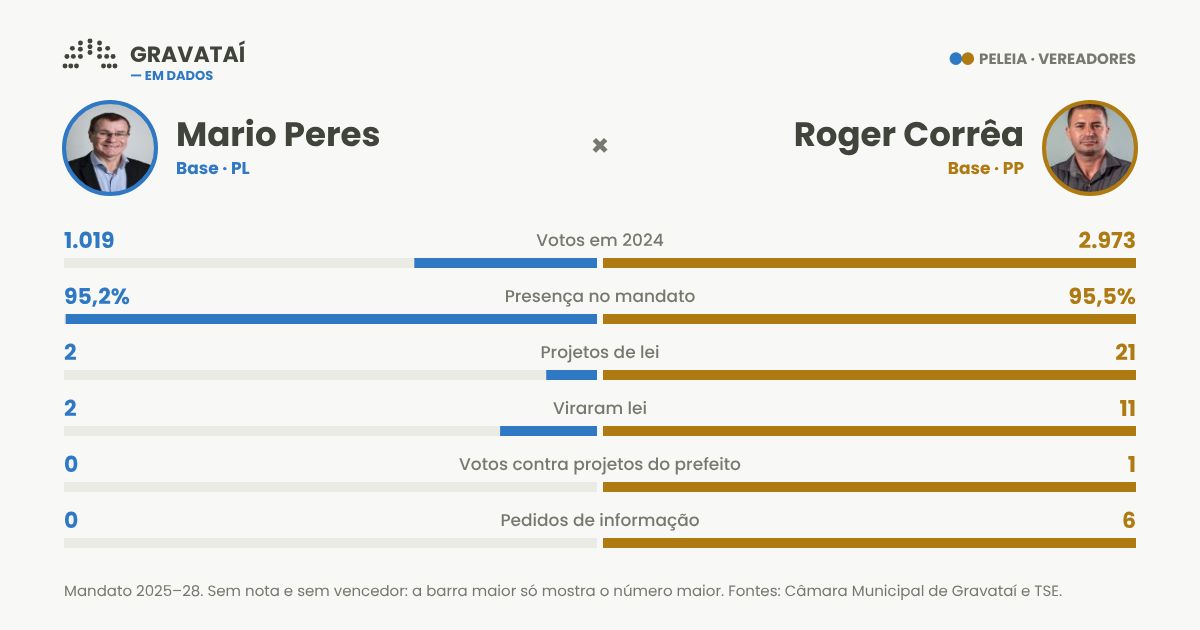 GRAVATAÍ
— EM DADOS
PELEIA · VEREADORES
Mario Peres
Base · PL
×
Roger Corrêa
Base · PP
1.019 Votos em 2024 2.973
95,2% Presença no mandato 95,5%
2 Projetos de lei 21
2 Viraram lei 11
0 Votos contra projetos do prefeito 1
0 Pedidos de informação 6
Mandato 2025–28. Sem nota e sem vencedor: a barra maior só mostra o número maior. Fontes: Câmara Municipal de Gravataí e TSE.